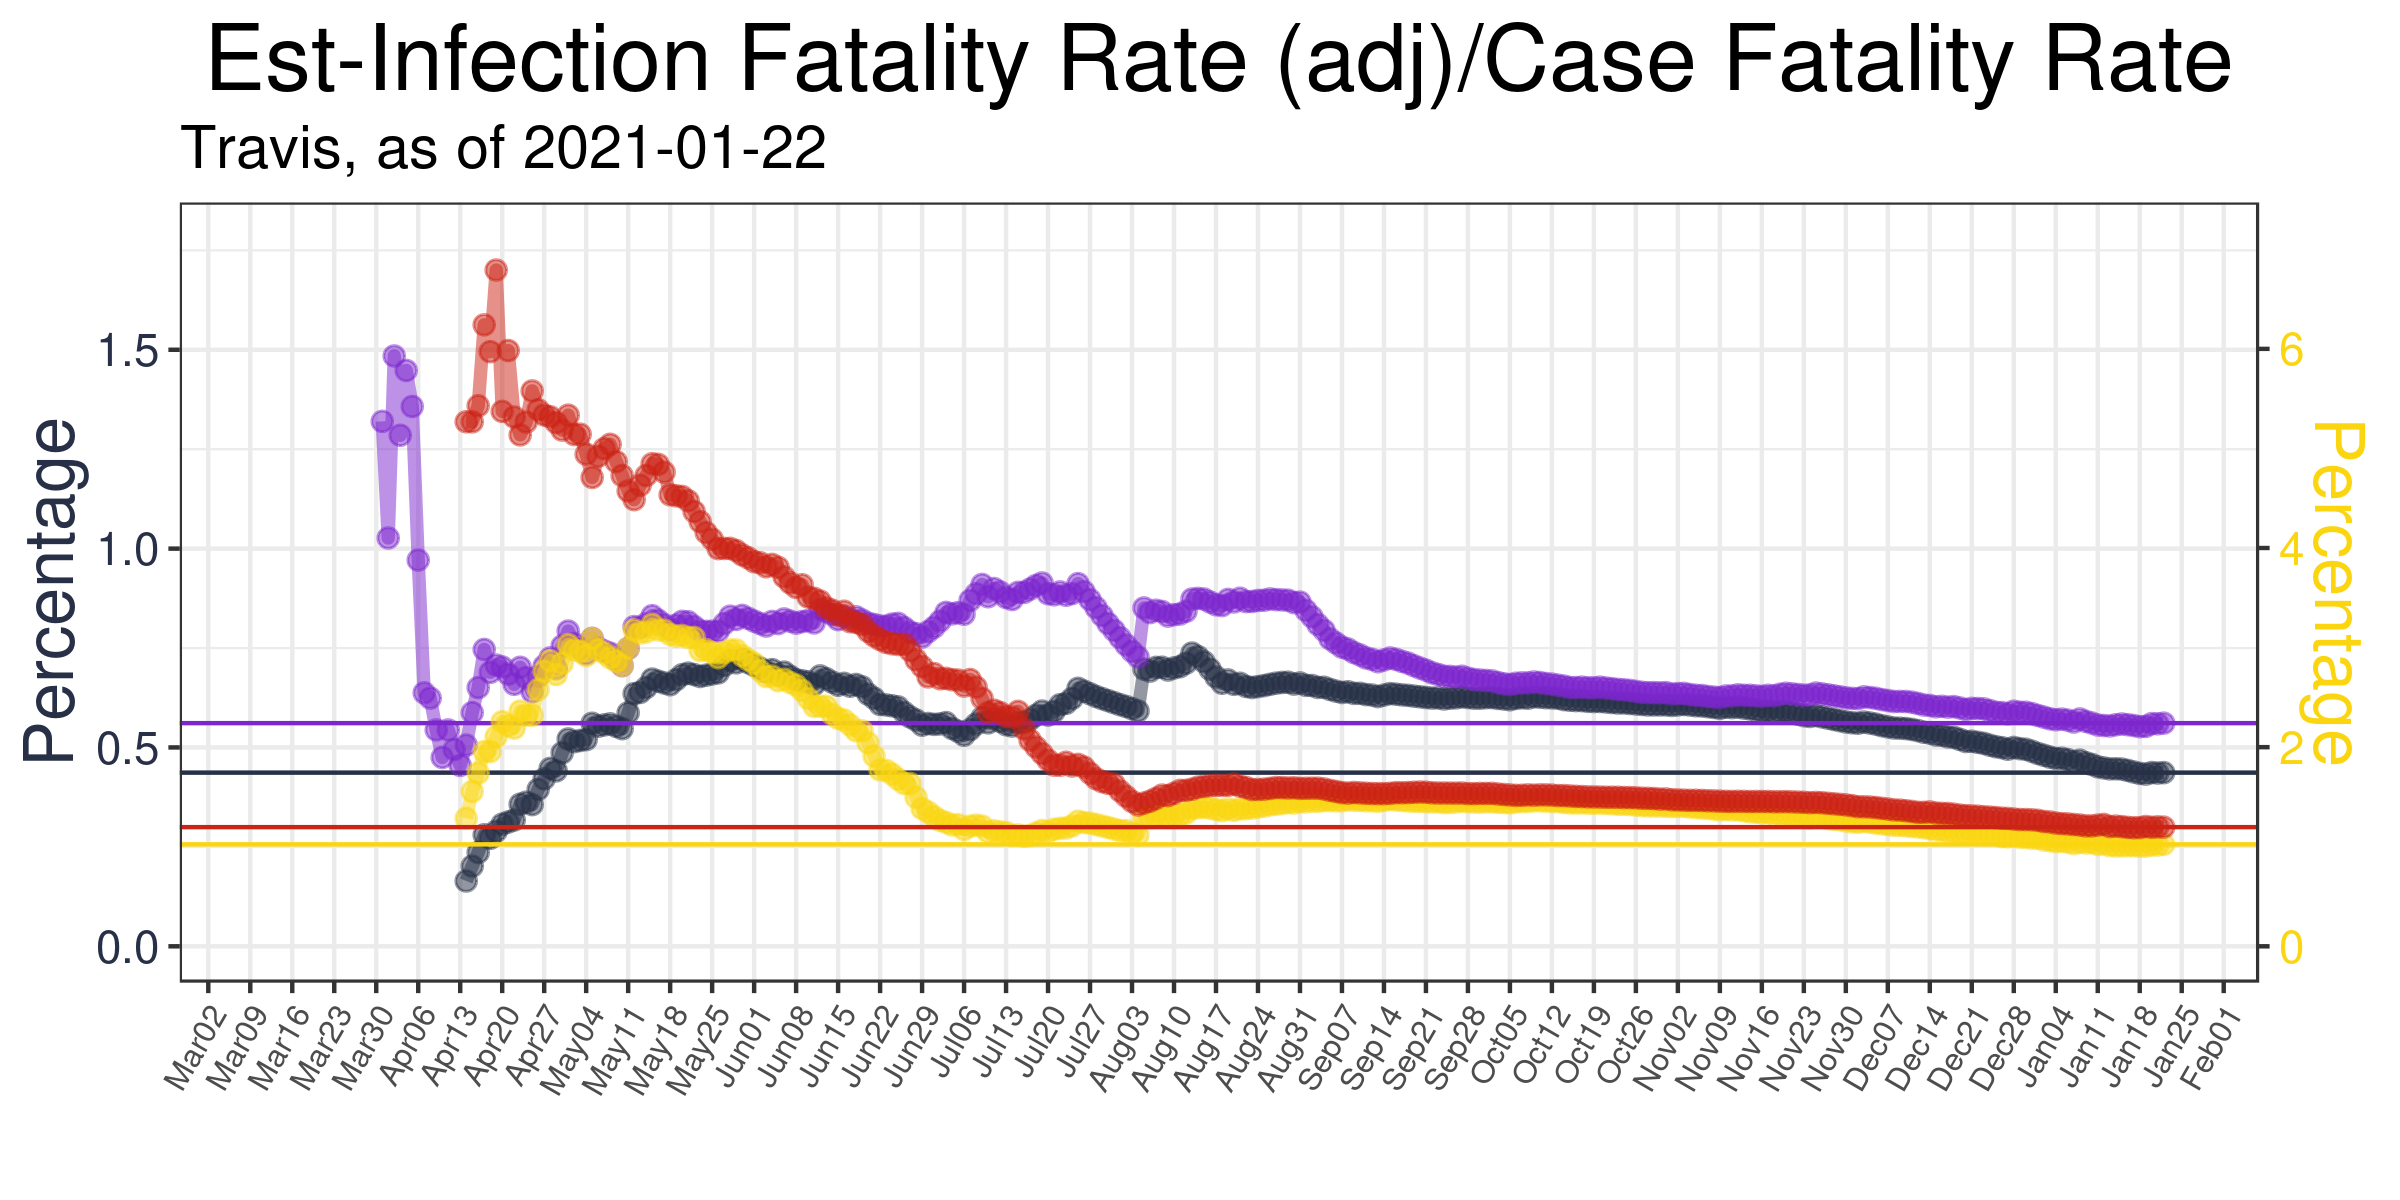 Est-Infection Fatality Rate (adj)/Case Fatality Rate
Travis, as of 2021-01-22
Percentage
1.5
1.0
0.5
0.0
6
4
2
0
Percentage
Mar02 Mar09 Mar16 Mar23 Mar30 Apr06 Apr13 Apr20 Apr27 May04 May11 May18 May25 Jun01 Jun08 Jun15 Jun22 Jun29 Jul06 Jul13 Jul20 Jul27 Aug03 Aug10 Aug17 Aug24 Aug31 Sep07 Sep14 Sep21 Sep28 Oct05 Oct12 Oct19 Oct26 Nov02 Nov09 Nov16 Nov23 Nov30 Dec07 Dec14 Dec21 Dec28 Jan04 Jan11 Jan18 Jan25 Feb01